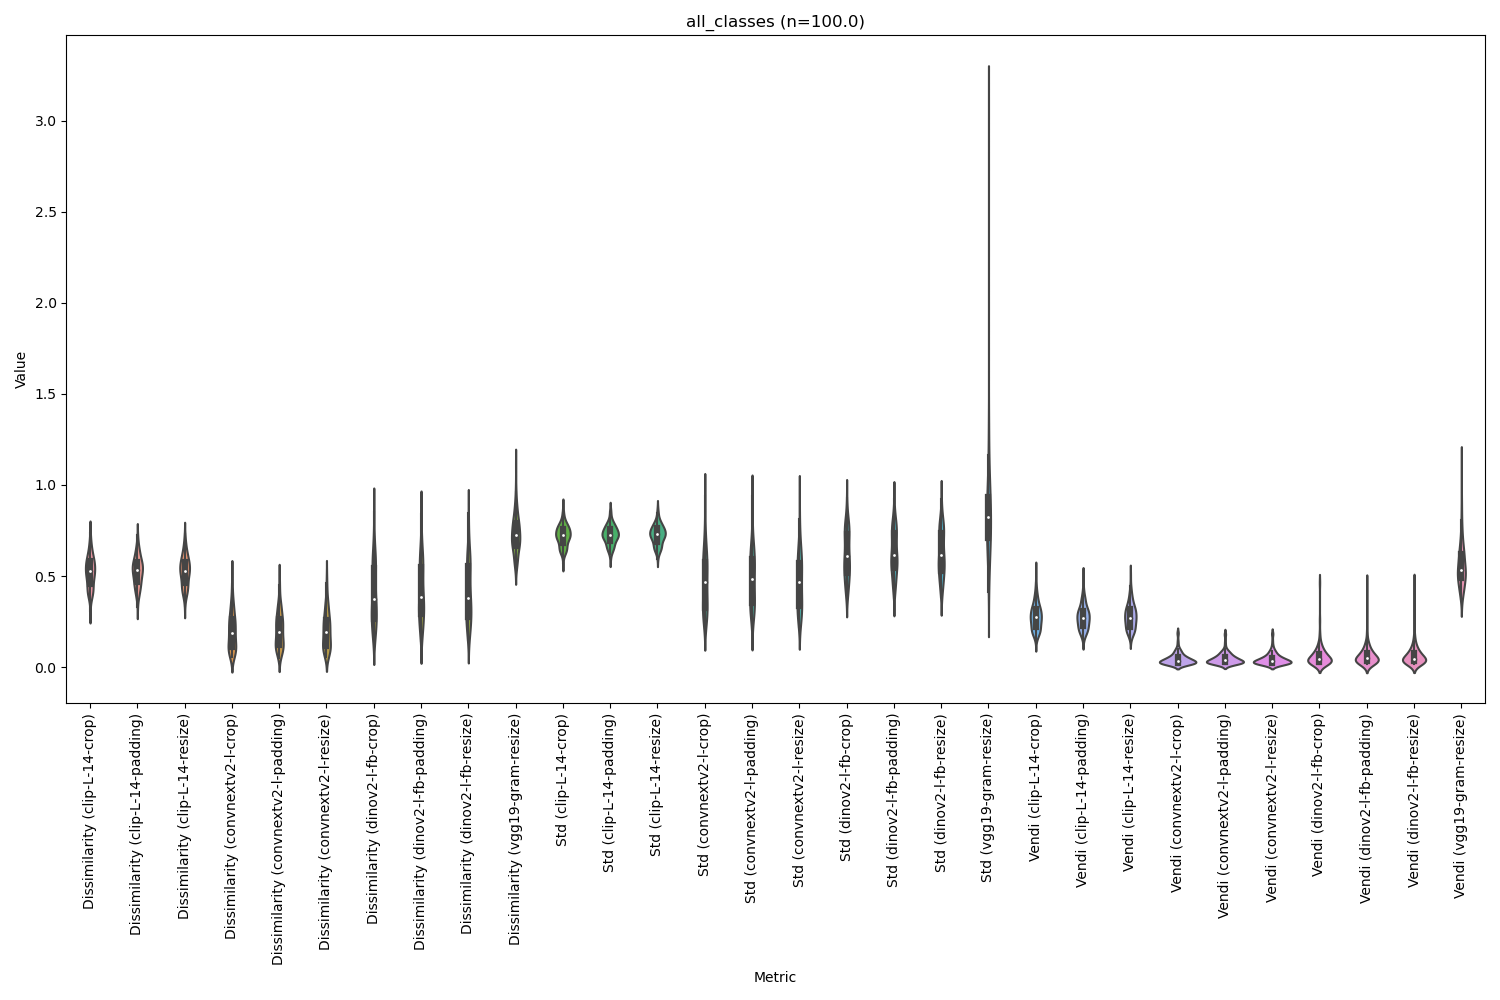 all_classes (n=100.0)
Value
3.0
2.5
2.0
1.5
1.0
0.5
0.0
Dissimilarity (clip-L-14-crop)
Dissimilarity (clip-L-14-padding)
Dissimilarity (clip-L-14-resize)
Dissimilarity (convnextv2-l-crop)
Dissimilarity (convnextv2-l-padding)
Dissimilarity (convnextv2-l-resize)
Dissimilarity (dinov2-l-fb-crop)
Dissimilarity (dinov2-l-fb-padding)
Dissimilarity (dinov2-l-fb-resize)
Dissimilarity (vgg19-gram-resize)
Std (clip-L-14-crop)
Std (clip-L-14-padding)
Std (clip-L-14-resize)
Std (convnextv2-l-crop)
Std (convnextv2-l-padding)
Std (convnextv2-l-resize)
Std (dinov2-l-fb-crop)
Std (dinov2-l-fb-padding)
Std (dinov2-l-fb-resize)
Std (vgg19-gram-resize)
Vendi (clip-L-14-crop)
Vendi (clip-L-14-padding)
Vendi (clip-L-14-resize)
Vendi (convnextv2-l-crop)
Vendi (convnextv2-l-padding)
Vendi (convnextv2-l-resize)
Vendi (dinov2-l-fb-crop)
Vendi (dinov2-l-fb-padding)
Vendi (dinov2-l-fb-resize)
Vendi (vgg19-gram-resize)
Metric